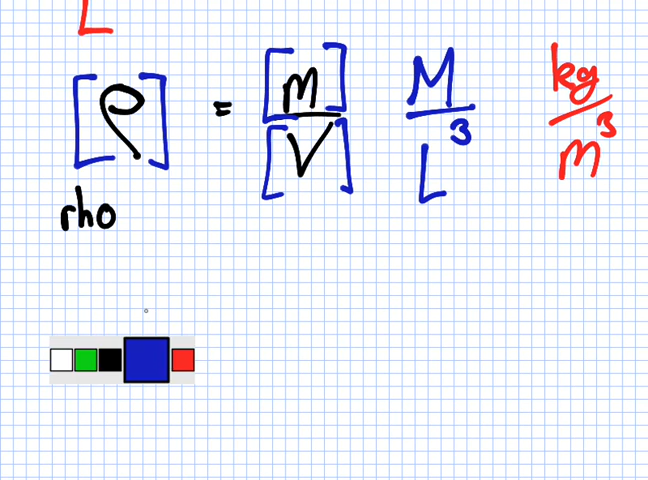 L
[ρ] = [m]/[V] M/L³ kg/m³
rho